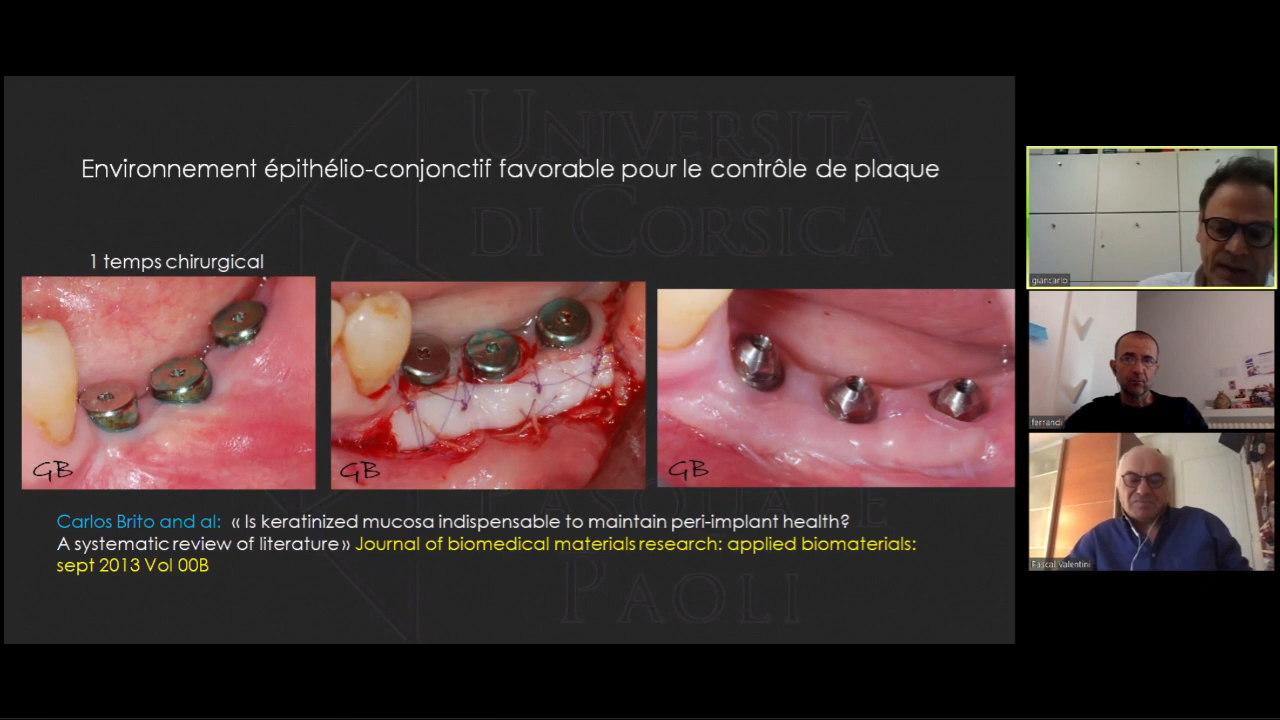 UNIVERSITÀ
DI CORSICA
PASQUALE
PAOLI
Environnement épithélio-conjonctif favorable pour le contrôle de plaque
1 temps chirurgical
GB
GB
GB
Carlos Brito and al: « Is keratinized mucosa indispensable to maintain peri-implant health?
A systematic review of literature» Journal of biomedical materials research: applied biomaterials:
sept 2013 Vol 00B
giancarlo
ferrandi
Pascal Valentini